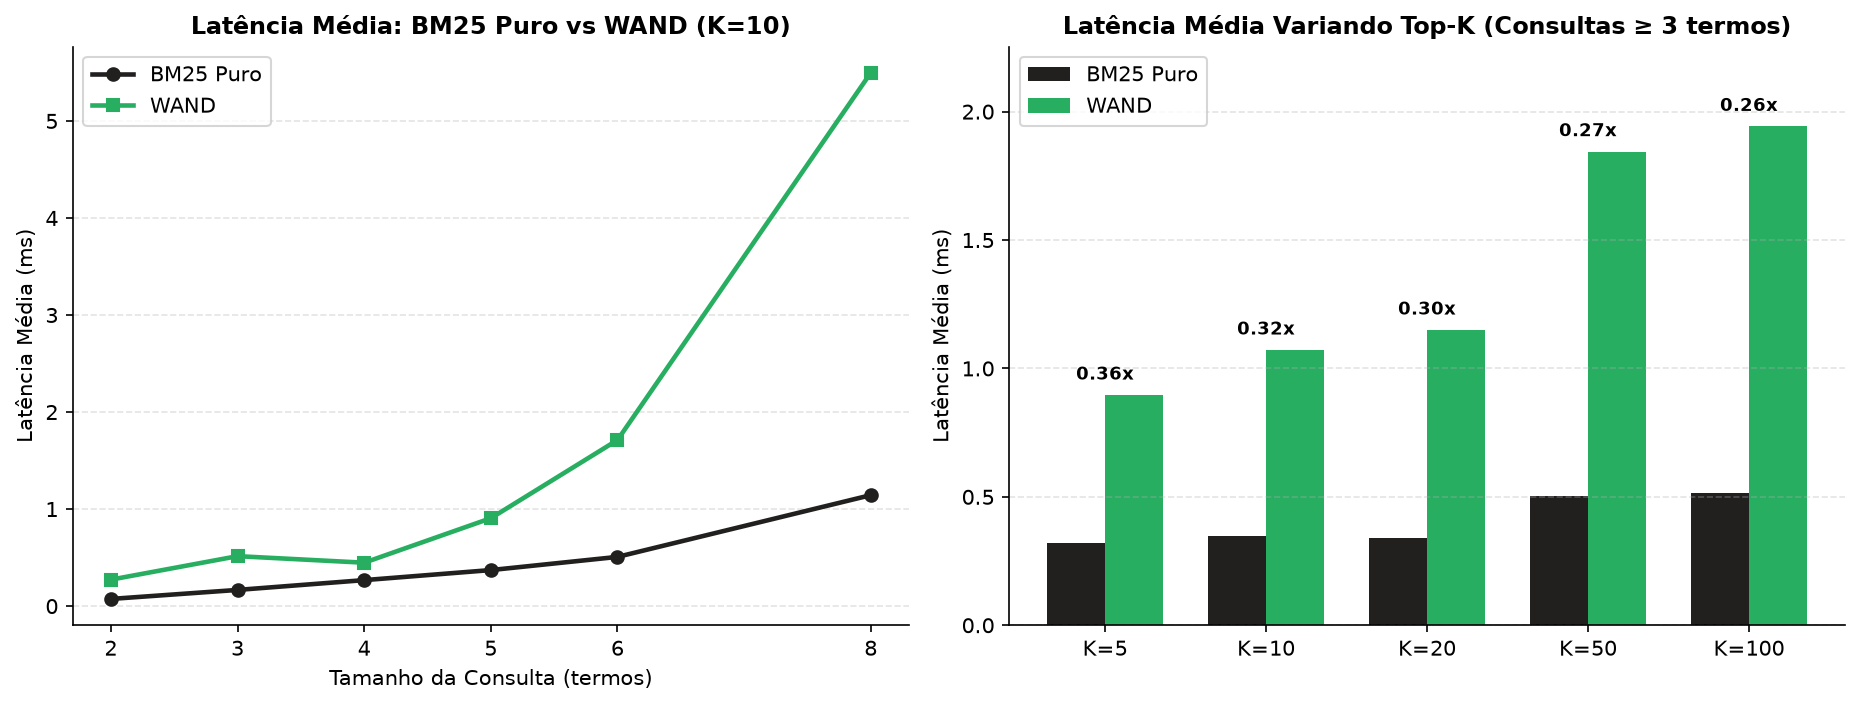 Latência Média: BM25 Puro vs WAND (K=10)
BM25 Puro
WAND
Latência Média (ms)
5
4
3
2
1
0
2 3 4 5 6 8
Tamanho da Consulta (termos)
Latência Média Variando Top-K (Consultas ≥ 3 termos)
BM25 Puro
WAND
Latência Média (ms)
2.0
1.5
1.0
0.5
0.0
0.36x
0.32x
0.30x
0.27x
0.26x
K=5 K=10 K=20 K=50 K=100